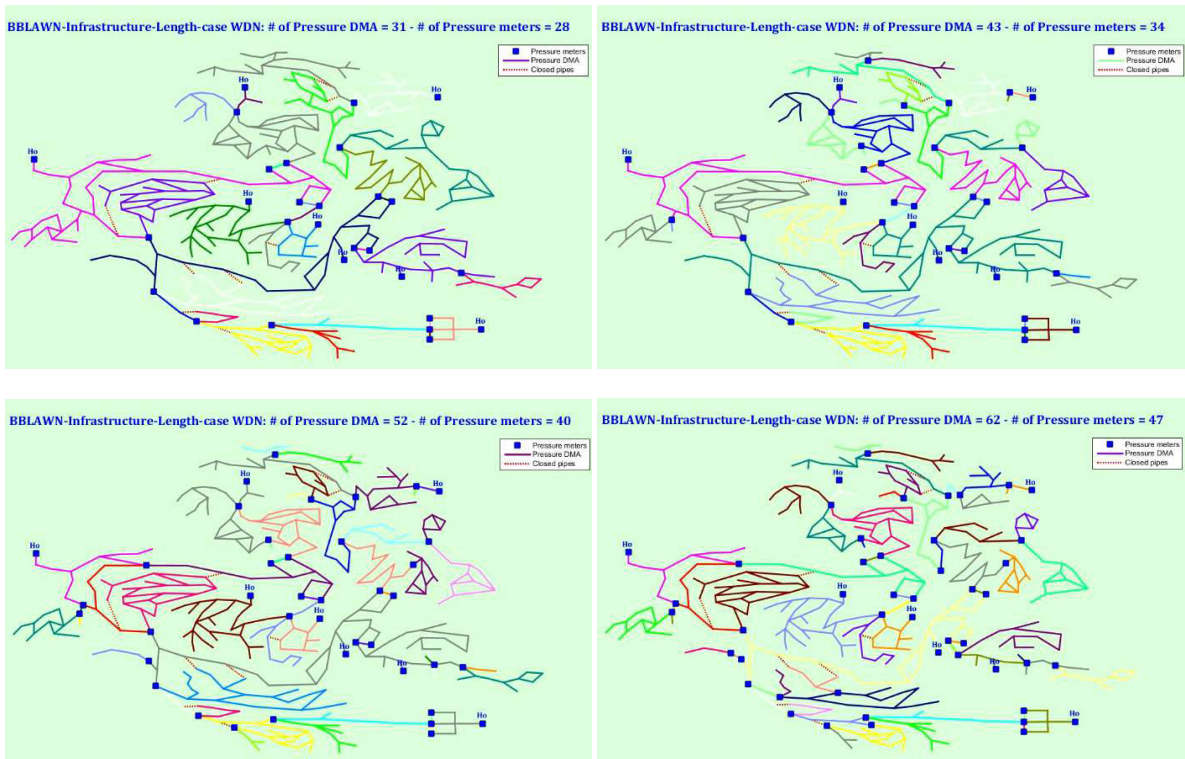 BBLAWN-Infrastructure-Length-case WDN: # of Pressure DMA = 31 - # of Pressure meters = 28
Pressure meters
Pressure DMA
Closed pipes
Ho
Ho
Ho
Ho
Ho
Ho
Ho
Ho
BBLAWN-Infrastructure-Length-case WDN: # of Pressure DMA = 43 - # of Pressure meters = 34
Pressure meters
Pressure DMA
Closed pipes
Ho
Ho
Ho
Ho
Ho
Ho
Ho
Ho
BBLAWN-Infrastructure-Length-case WDN: # of Pressure DMA = 52 - # of Pressure meters = 40
Pressure meters
Pressure DMA
Closed pipes
Ho
Ho
Ho
Ho
Ho
Ho
Ho
Ho
BBLAWN-Infrastructure-Length-case WDN: # of Pressure DMA = 62 - # of Pressure meters = 47
Pressure meters
Pressure DMA
Closed pipes
Ho
Ho
Ho
Ho
Ho
Ho
Ho
Ho